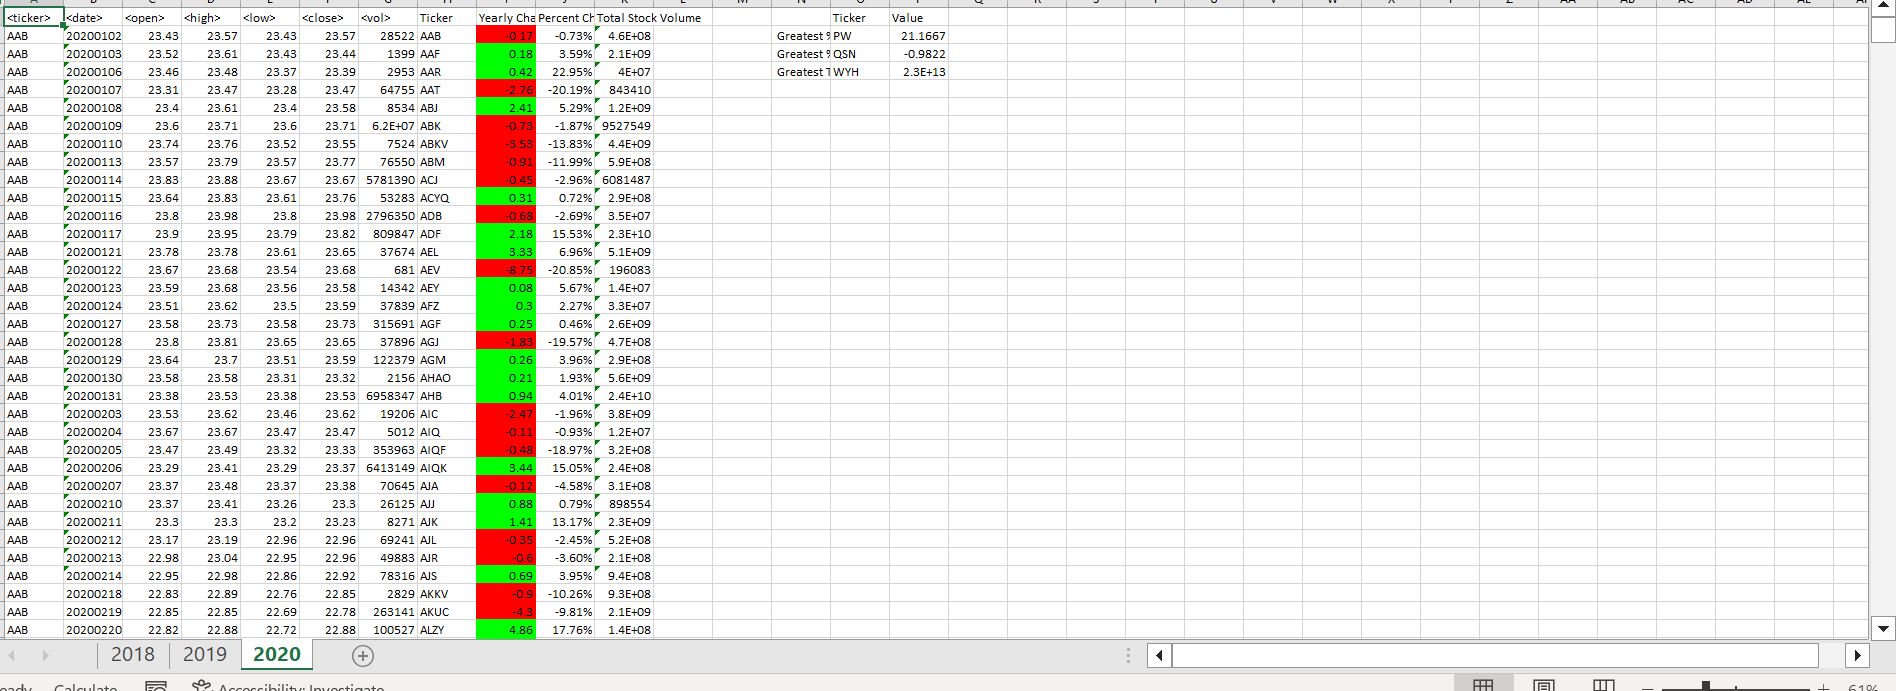 <ticker> <date> <open> <high> <low> <close> <vol> Ticker Yearly Cha Percent Ch Total Stock Volume Ticker Value
AAB 20200102 23.43 23.57 23.43 23.57 28522 AAB -0.17 -0.73% 4.6E+08 Greatest % PW 21.1667
AAB 20200103 23.52 23.61 23.43 23.44 1399 AAF 0.18 3.59% 2.1E+09 Greatest % QSN -0.9822
AAB 20200106 23.46 23.48 23.37 23.39 2953 AAR 0.42 22.95% 4E+07 Greatest T WYH 2.3E+13
AAB 20200107 23.31 23.47 23.28 23.47 64755 AAT -2.76 -20.19% 843410
AAB 20200108 23.4 23.61 23.4 23.58 8534 ABJ 2.41 5.29% 1.2E+09
AAB 20200109 23.6 23.71 23.6 23.71 6.2E+07 ABK -0.73 -1.87% 9527549
AAB 20200110 23.74 23.76 23.52 23.55 7524 ABKV -3.53 -13.83% 4.4E+09
AAB 20200113 23.57 23.79 23.57 23.77 76550 ABM -0.91 -11.99% 5.9E+08
AAB 20200114 23.83 23.88 23.67 23.67 5781390 ACJ -0.45 -2.96% 6081487
AAB 20200115 23.64 23.83 23.61 23.76 53283 ACYQ 0.31 0.72% 2.9E+08
AAB 20200116 23.8 23.98 23.8 23.98 2796350 ADB -0.68 -2.69% 3.5E+07
AAB 20200117 23.9 23.95 23.79 23.82 809847 ADF 2.18 15.53% 2.3E+10
AAB 20200121 23.78 23.78 23.61 23.65 37674 AEL 3.33 6.96% 5.1E+09
AAB 20200122 23.67 23.68 23.54 23.68 681 AEV -8.75 -20.85% 196083
AAB 20200123 23.59 23.68 23.56 23.58 14342 AEY 0.08 5.67% 1.4E+07
AAB 20200124 23.51 23.62 23.5 23.59 37839 AFZ 0.3 2.27% 3.3E+07
AAB 20200127 23.58 23.73 23.58 23.73 315691 AGF 0.25 0.46% 2.6E+09
AAB 20200128 23.8 23.81 23.65 23.65 37896 AGJ -1.83 -19.57% 4.7E+08
AAB 20200129 23.64 23.7 23.51 23.59 122379 AGM 0.26 3.96% 2.9E+08
AAB 20200130 23.58 23.58 23.31 23.32 2156 AHAO 0.21 1.93% 5.6E+09
AAB 20200131 23.38 23.53 23.38 23.53 6958347 AHB 0.94 4.01% 2.4E+10
AAB 20200203 23.53 23.62 23.46 23.62 19206 AIC -2.47 -1.96% 3.8E+09
AAB 20200204 23.67 23.67 23.47 23.47 5012 AIQ -0.11 -0.93% 1.2E+07
AAB 20200205 23.47 23.49 23.32 23.33 353963 AIQF -0.48 -18.97% 3.2E+08
AAB 20200206 23.29 23.41 23.29 23.37 6413149 AIQK 3.44 15.05% 2.4E+08
AAB 20200207 23.37 23.48 23.37 23.38 70645 AJA -0.12 -4.58% 3.1E+08
AAB 20200210 23.37 23.41 23.26 23.3 26125 AJJ 0.88 0.79% 898554
AAB 20200211 23.3 23.3 23.2 23.23 8271 AJK 1.41 13.17% 2.3E+09
AAB 20200212 23.17 23.19 22.96 22.96 69241 AJL -0.35 -2.45% 5.2E+08
AAB 20200213 22.98 23.04 22.95 22.96 49883 AJR -0.6 -3.60% 2.1E+08
AAB 20200214 22.95 22.98 22.86 22.92 78316 AJS 0.69 3.95% 9.4E+08
AAB 20200218 22.83 22.89 22.76 22.85 2829 AKKV -0.9 -10.26% 9.3E+08
AAB 20200219 22.85 22.85 22.69 22.78 263141 AKUC -4.3 -9.81% 2.1E+09
AAB 20200220 22.82 22.88 22.72 22.88 100527 ALZY 4.86 17.76% 1.4E+08
2018 2019 2020
Calculate Accessibility: Investigate 61%